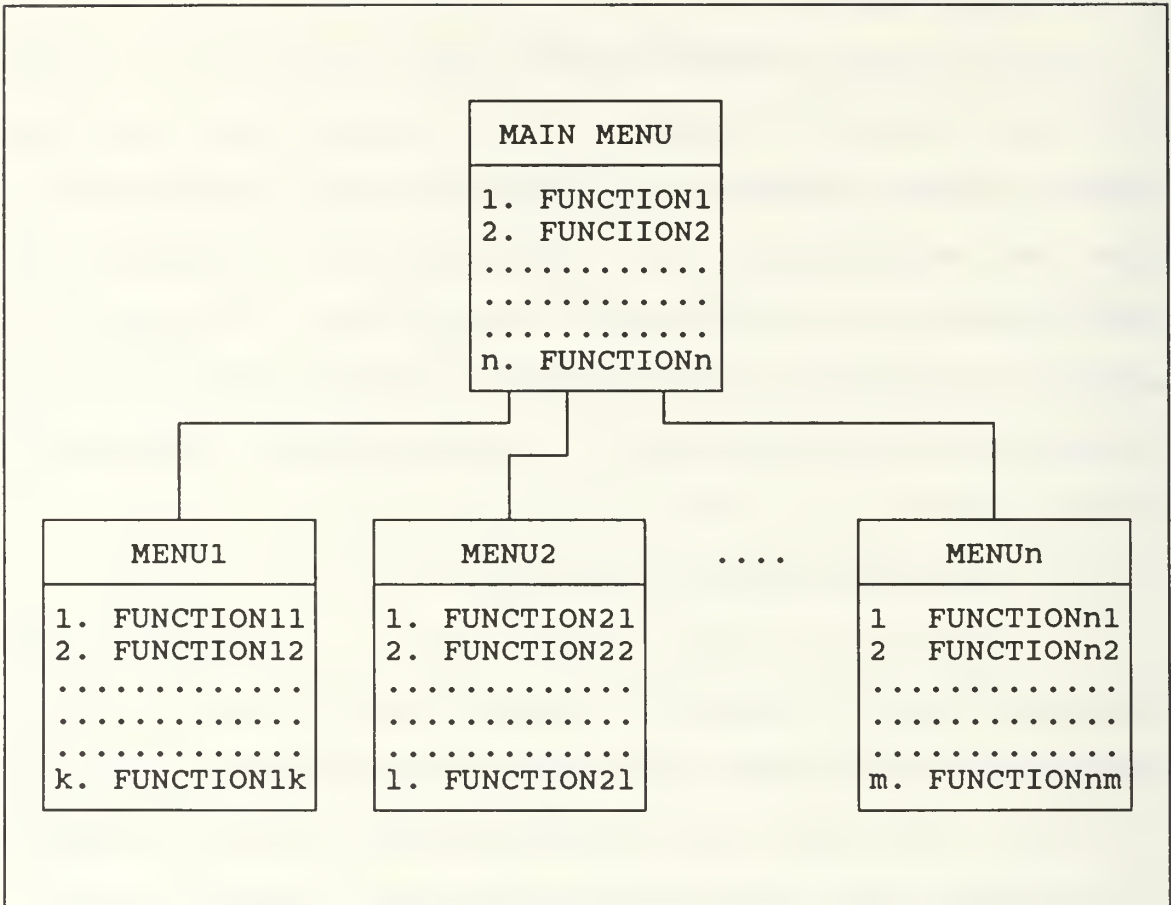 MAIN MENU
1. FUNCTION1
2. FUNCIION2
............
............
............
n. FUNCTIONn
MENU1
1. FUNCTION11
2. FUNCTION12
.............
.............
.............
k. FUNCTION1k
MENU2
1. FUNCTION21
2. FUNCTION22
.............
.............
.............
l. FUNCTION2l
....
MENUn
1 FUNCTIONn1
2 FUNCTIONn2
.............
.............
.............
m. FUNCTIONnm